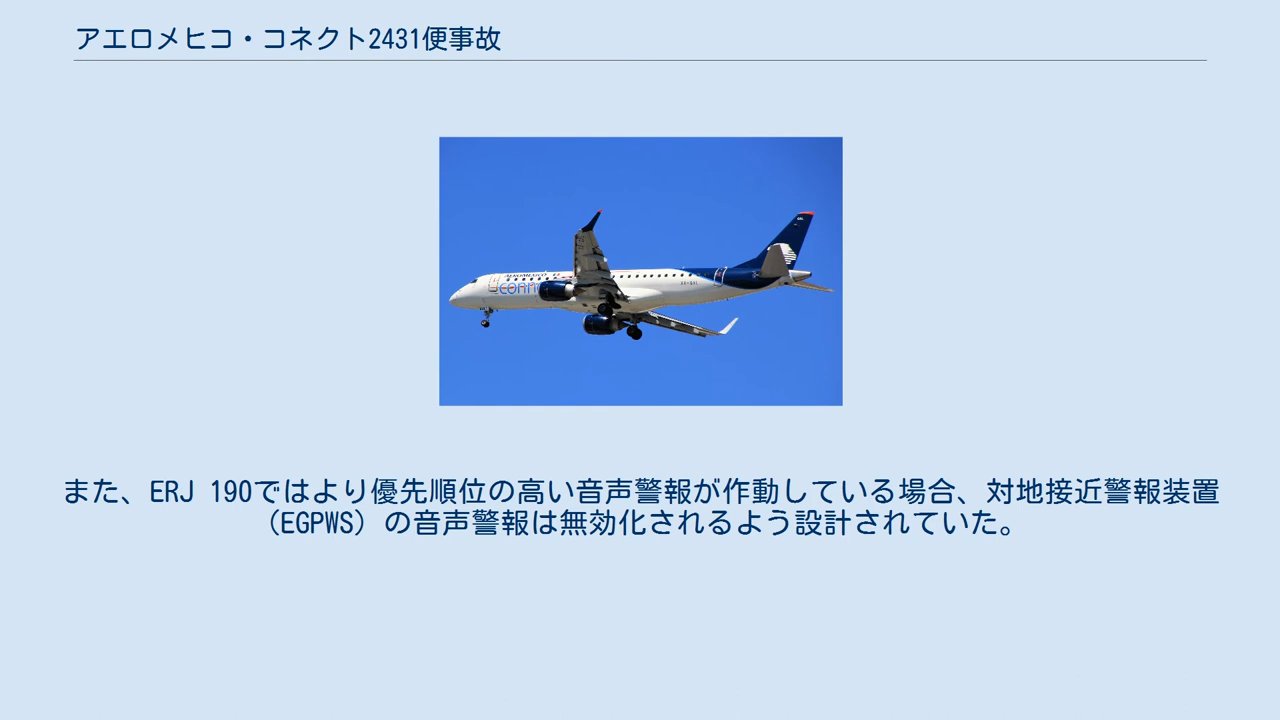 アエロメヒコ・コネクト2431便事故
AEROMEXICO
また、ERJ 190ではより優先順位の高い音声警報が作動している場合、対地接近警報装置
（EGPWS）の音声警報は無効化されるよう設計されていた。